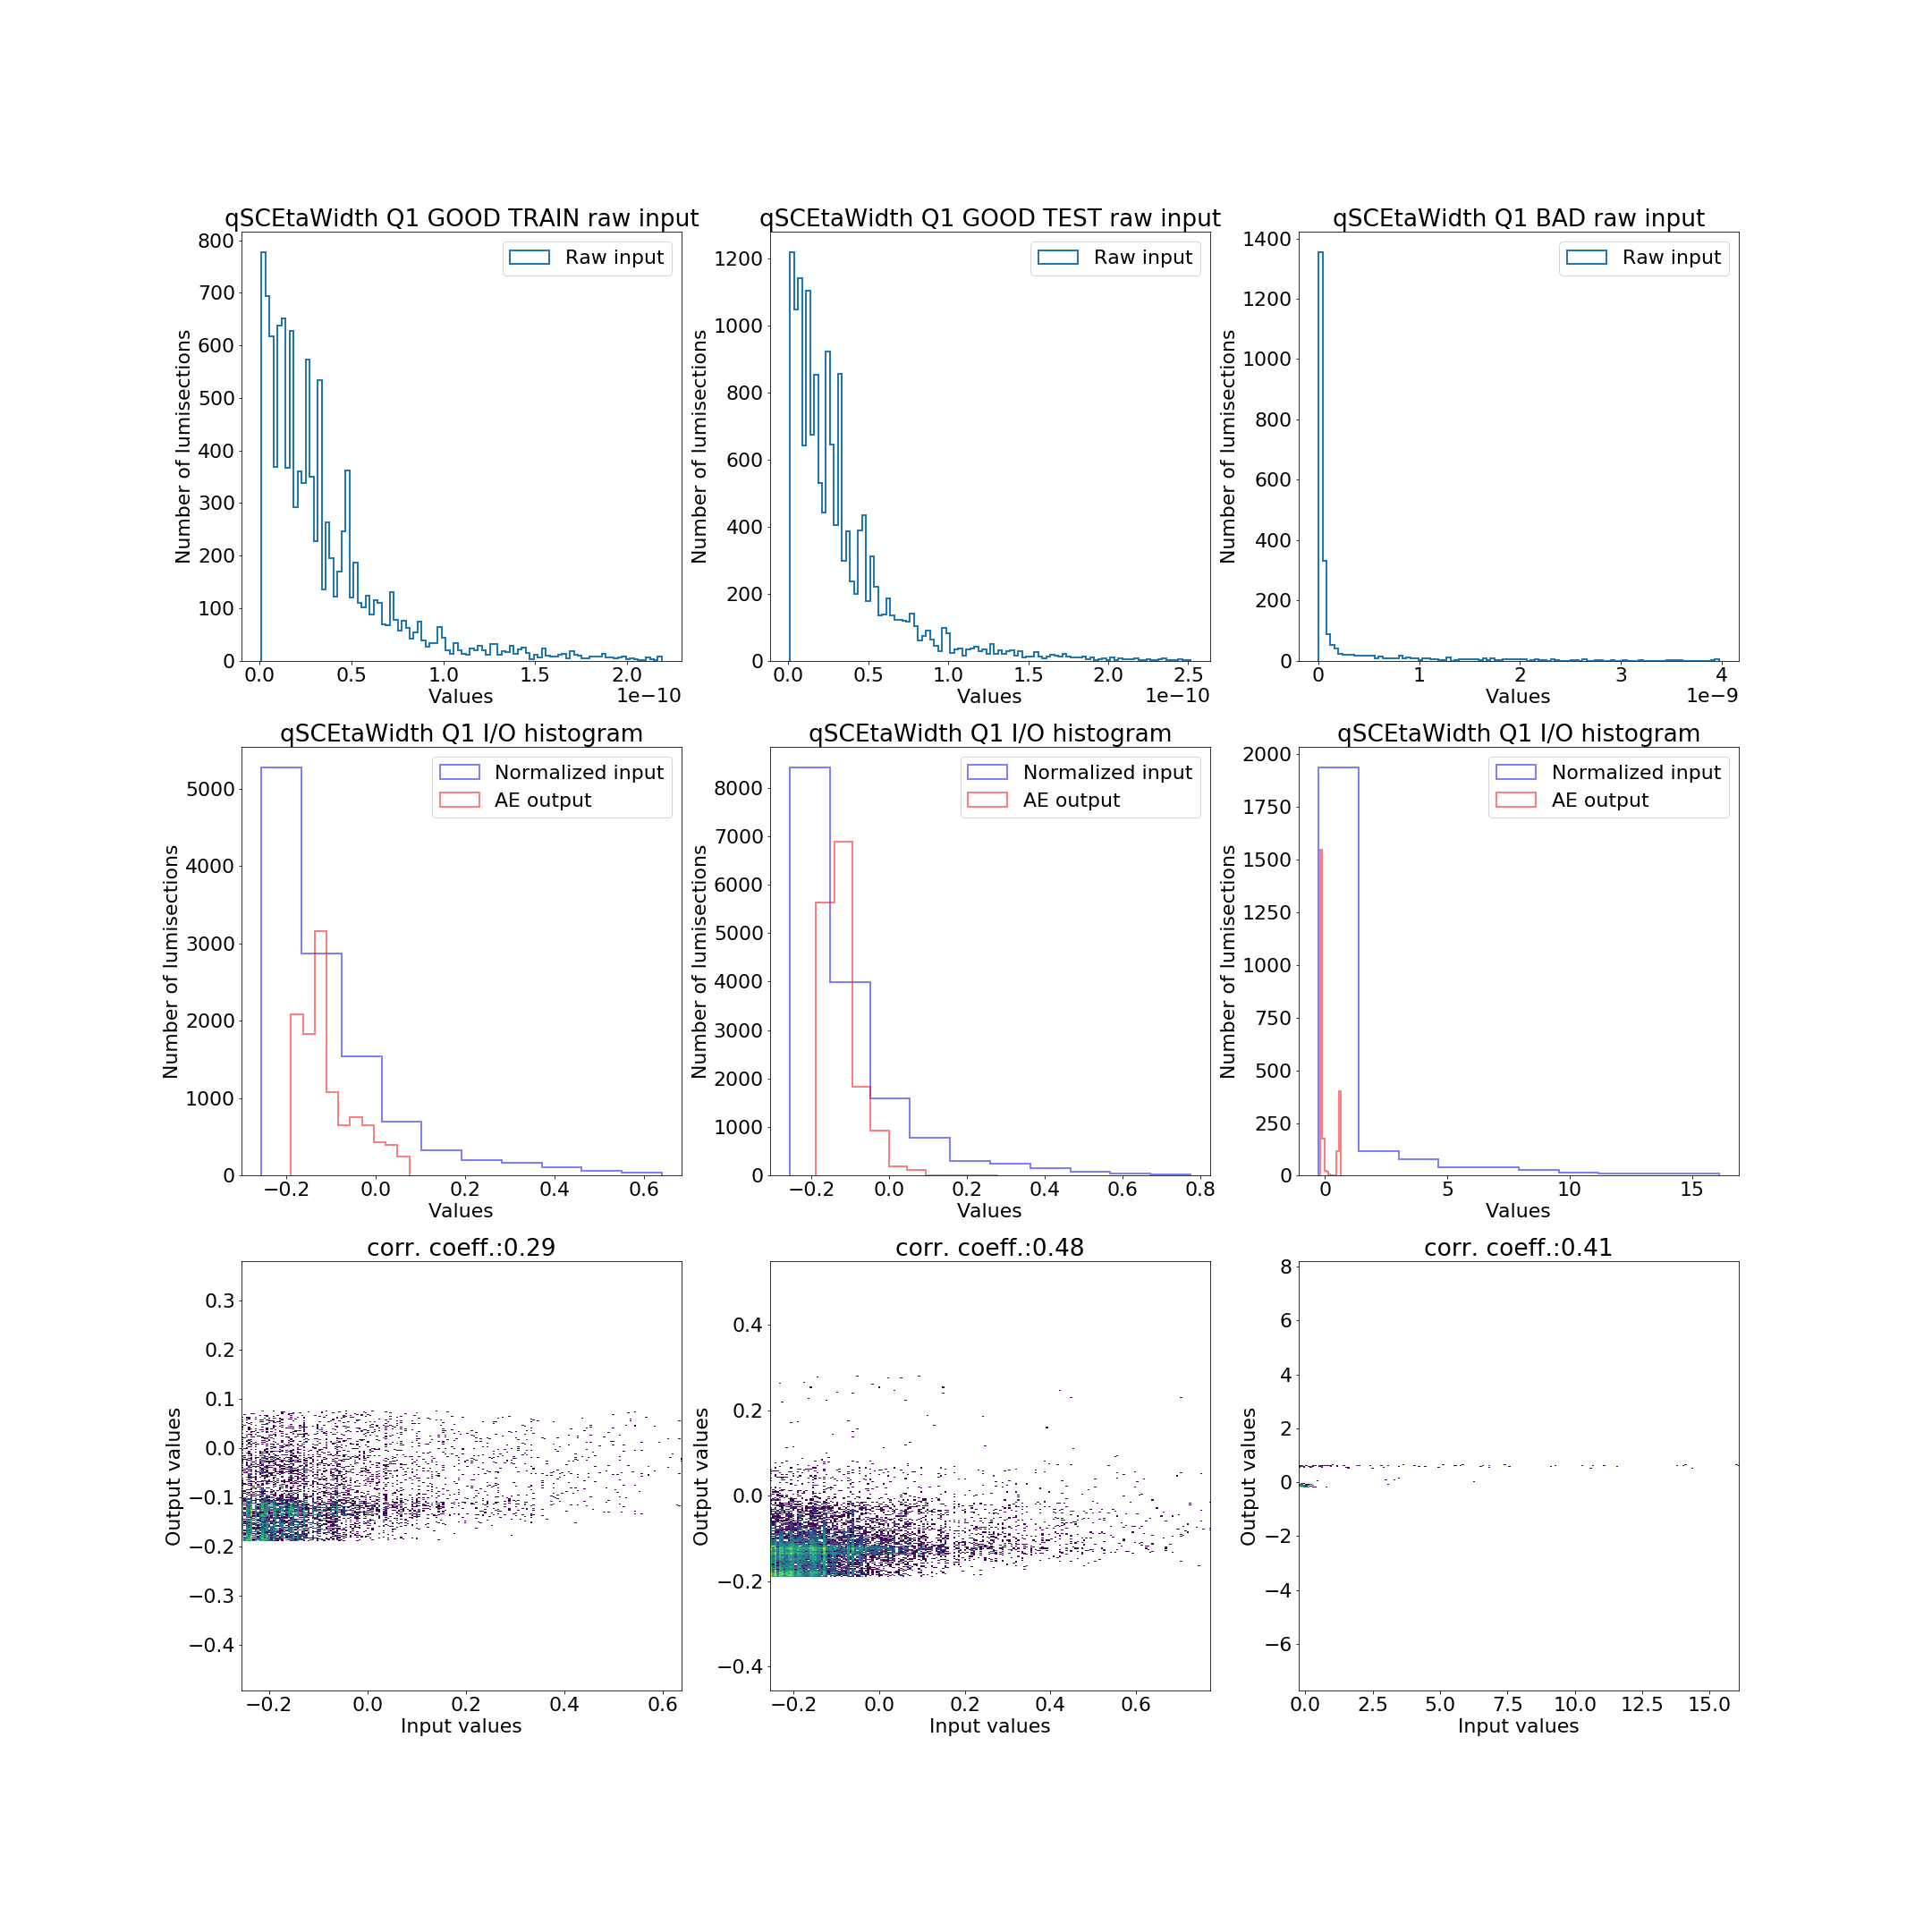 qSCEtaWidth Q1 GOOD TRAIN raw input
Raw input
Number of lumisections
800
700
600
500
400
300
200
100
0
0.0 0.5 1.0 1.5 2.0
Values
1e−10
qSCEtaWidth Q1 GOOD TEST raw input
Raw input
Number of lumisections
1200
1000
800
600
400
200
0
0.0 0.5 1.0 1.5 2.0 2.5
Values
1e−10
qSCEtaWidth Q1 BAD raw input
Raw input
Number of lumisections
1400
1200
1000
800
600
400
200
0
0 1 2 3 4
Values
1e−9
qSCEtaWidth Q1 I/O histogram
Normalized input
AE output
Number of lumisections
5000
4000
3000
2000
1000
0
−0.2 0.0 0.2 0.4 0.6
Values
qSCEtaWidth Q1 I/O histogram
Normalized input
AE output
Number of lumisections
8000
7000
6000
5000
4000
3000
2000
1000
0
−0.2 0.0 0.2 0.4 0.6 0.8
Values
qSCEtaWidth Q1 I/O histogram
Normalized input
AE output
Number of lumisections
2000
1750
1500
1250
1000
750
500
250
0
0 5 10 15
Values
corr. coeff.:0.29
Output values
0.3
0.2
0.1
0.0
−0.1
−0.2
−0.3
−0.4
−0.2 0.0 0.2 0.4 0.6
Input values
corr. coeff.:0.48
Output values
0.4
0.2
0.0
−0.2
−0.4
−0.2 0.0 0.2 0.4 0.6
Input values
corr. coeff.:0.41
Output values
8
6
4
2
0
−2
−4
−6
0.0 2.5 5.0 7.5 10.0 12.5 15.0
Input values